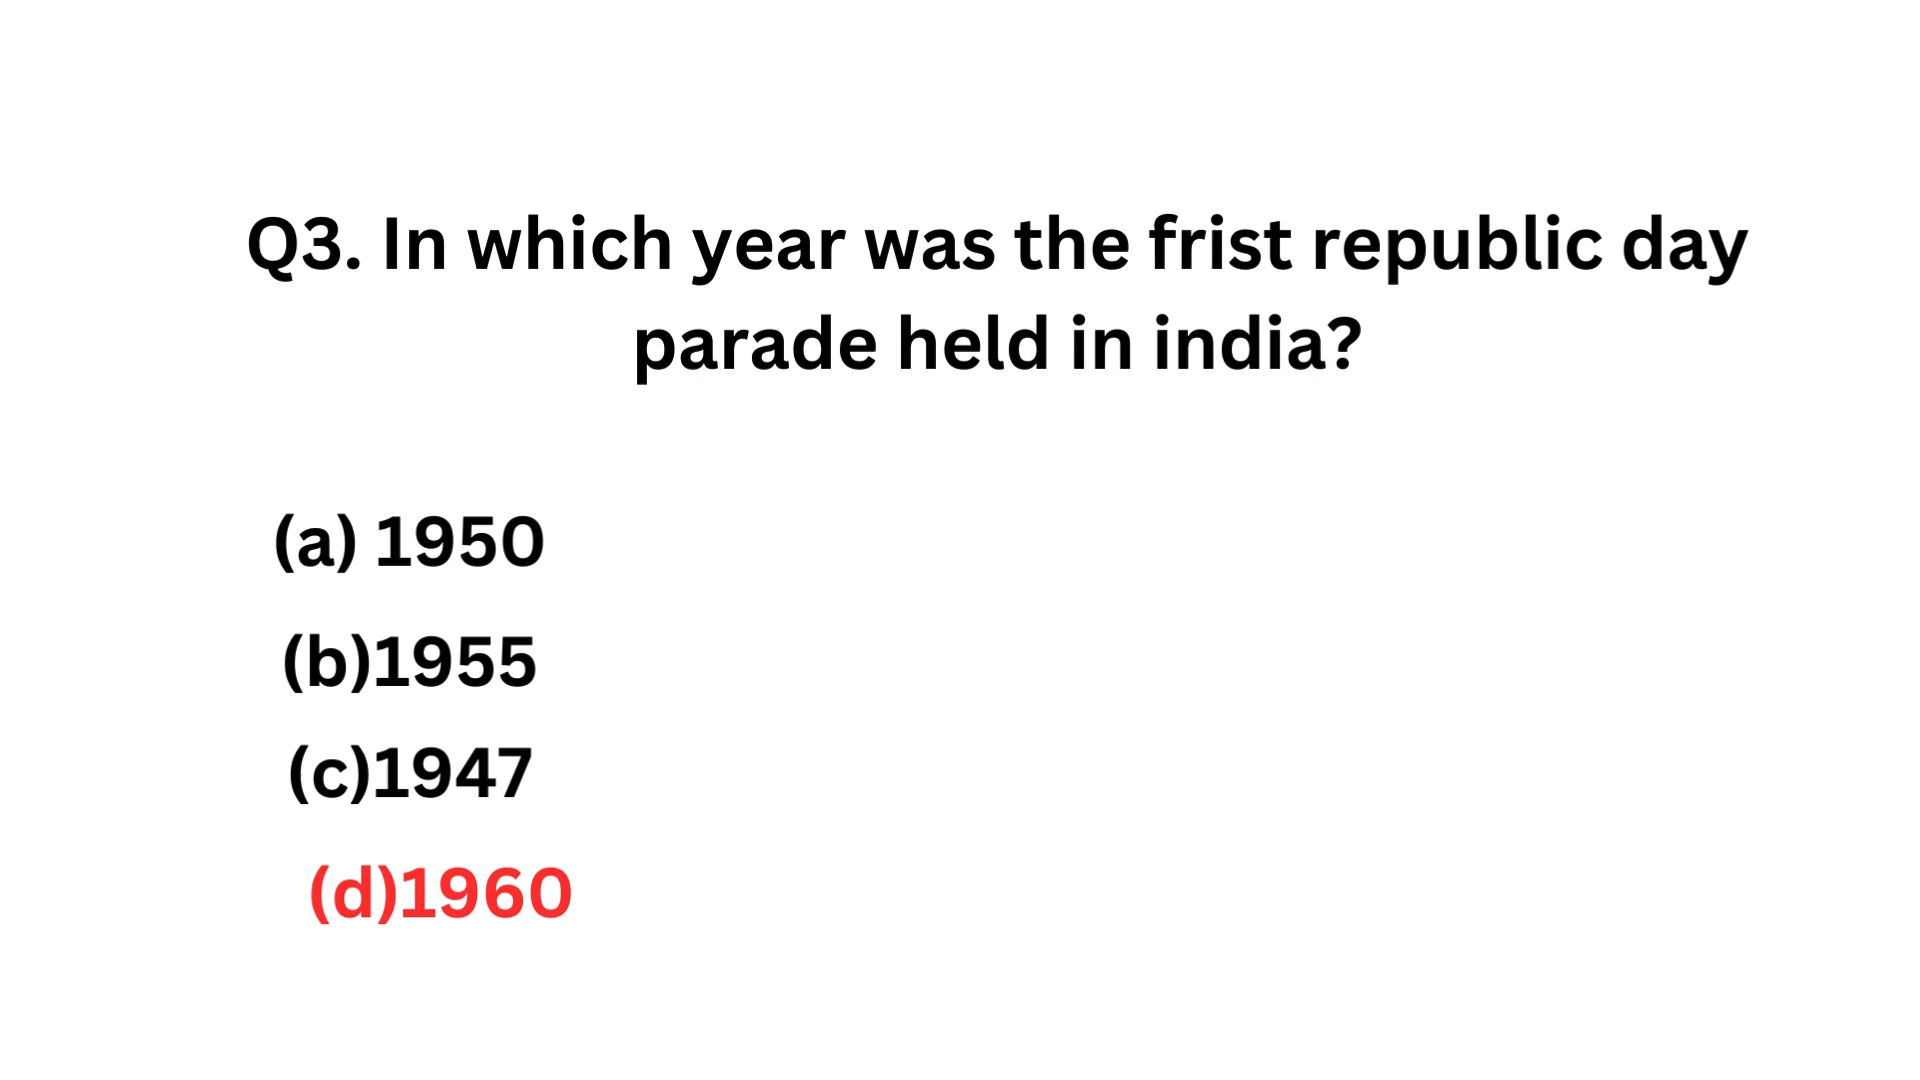 Q3. In which year was the frist republic day
parade held in india?
(a) 1950
(b)1955
(c)1947
(d)1960